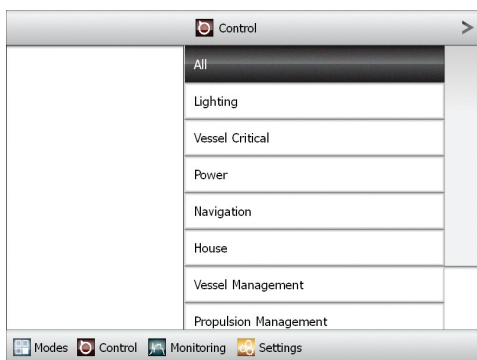 Control >
All
Lighting
Vessel Critical
Power
Navigation
House
Vessel Management
Propulsion Management
Modes Control Monitoring Settings